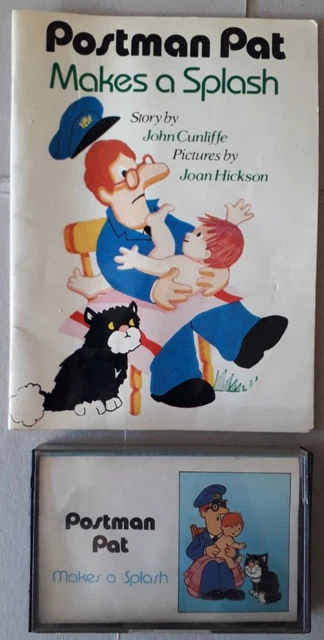 Postman Pat
Makes a Splash
Story by
John Cunliffe
Pictures by
Joan Hickson
Postman
Pat
Makes a Splash